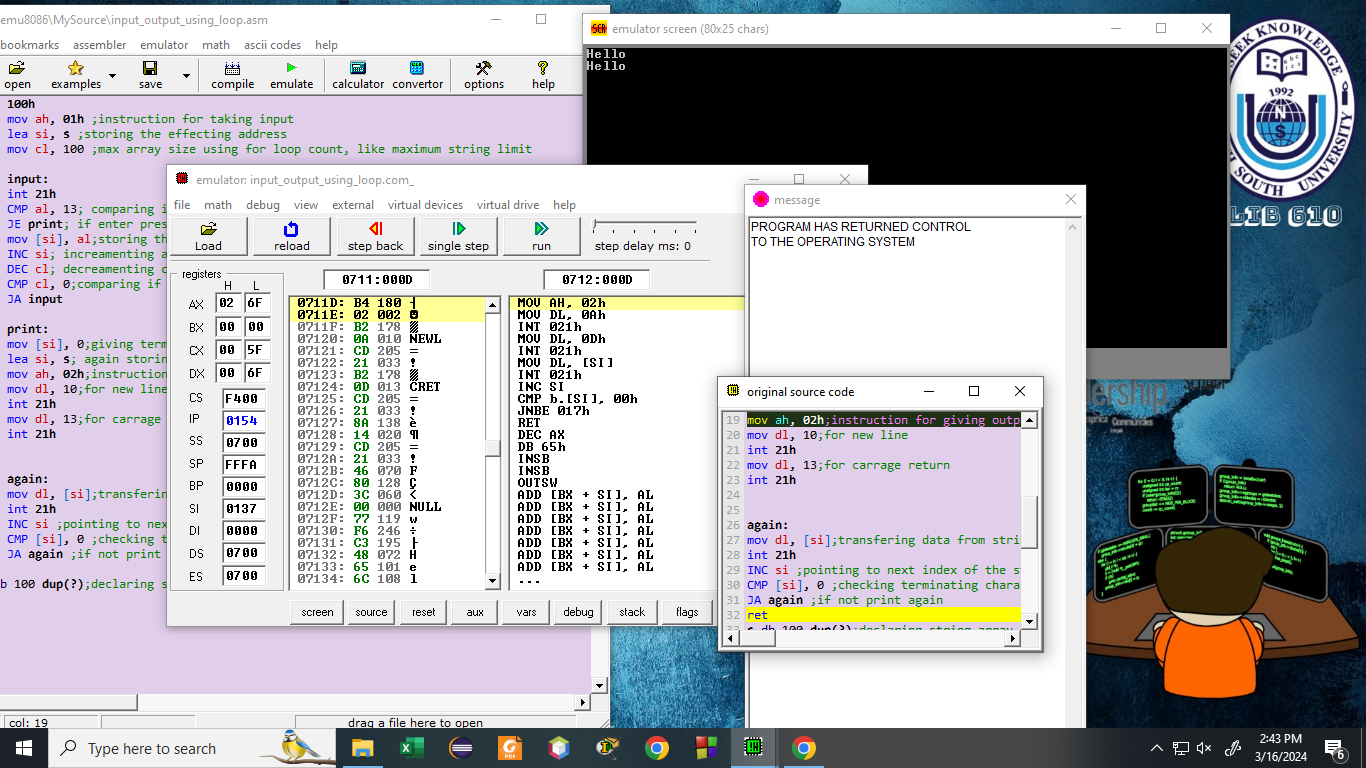 emu8086\MySource\input_output_using_loop.asm
bookmarks assembler emulator math ascii codes help
open examples save compile emulate calculator convertor options help
100h
mov ah, 01h ;instruction for taking input
lea si, s ;storing the effecting address
mov cl, 100 ;max array size using for loop count, like maximum string limit
input:
int 21h
CMP al, 13; comparing i
JE print; if enter pres
mov [si], al;storing th
INC si; increamenting a
DEC cl; decreamenting c
CMP cl, 0;comparing if
JA input
print:
mov [si], 0;giving term
lea si, s; again storin
mov ah, 02h;instruction
mov dl, 10;for new line
int 21h
mov dl, 13;for carrage
int 21h
again:
mov dl, [si];transferin
int 21h
INC si ;pointing to nex
CMP [si], 0 ;checking t
JA again ;if not print
b 100 dup(?);declaring s
col: 19
drag a file here to open
emulator screen (80x25 chars)
Hello
Hello
emulator: input_output_using_loop.com_
file math debug view external virtual devices virtual drive help
Load reload step back single step run step delay ms: 0
registers
H L
AX 02 6F
BX 00 00
CX 00 5F
DX 00 6F
CS F400
IP 0154
SS 0700
SP FFFA
BP 0000
SI 0137
DI 0000
DS 0700
ES 0700
0711:000D
0711D: B4 180 ┤
0711E: 02 002 ☻
0711F: B2 178 ▓
07120: 0A 010 NEWL
07121: CD 205 =
07122: 21 033 !
07123: B2 178 ▓
07124: 0D 013 CRET
07125: CD 205 =
07126: 21 033 !
07127: 8A 138 è
07128: 14 020 ¶
07129: CD 205 =
0712A: 21 033 !
0712B: 46 070 F
0712C: 80 128 Ç
0712D: 3C 060 <
0712E: 00 000 NULL
0712F: 77 119 w
07130: F6 246 ÷
07131: C3 195 ├
07132: 48 072 H
07133: 65 101 e
07134: 6C 108 l
0712:000D
MOV AH, 02h
MOV DL, 0Ah
INT 021h
MOV DL, 0Dh
INT 021h
MOV DL, [SI]
INT 021h
INC SI
CMP b.[SI], 00h
JNBE 017h
RET
DEC AX
DB 65h
INSB
INSB
OUTSW
ADD [BX + SI], AL
ADD [BX + SI], AL
ADD [BX + SI], AL
ADD [BX + SI], AL
ADD [BX + SI], AL
ADD [BX + SI], AL
ADD [BX + SI], AL
...
screen source reset aux vars debug stack flags
message
PROGRAM HAS RETURNED CONTROL
TO THE OPERATING SYSTEM
original source code
19 mov ah, 02h;instruction for giving outp
20 mov dl, 10;for new line
21 int 21h
22 mov dl, 13;for carrage return
23 int 21h
24
25
26 again:
27 mov dl, [si];transfering data from stri
28 int 21h
29 INC si ;pointing to next index of the s
30 CMP [si], 0 ;checking terminating chara
31 JA again ;if not print again
32 ret
33 s db 100 dup(?);declaring string array
SEEK KNOWLEDGE
1992
NS
SOUTH UNIVERSITY
LIB 610
Type here to search
2:43 PM
3/16/2024
6